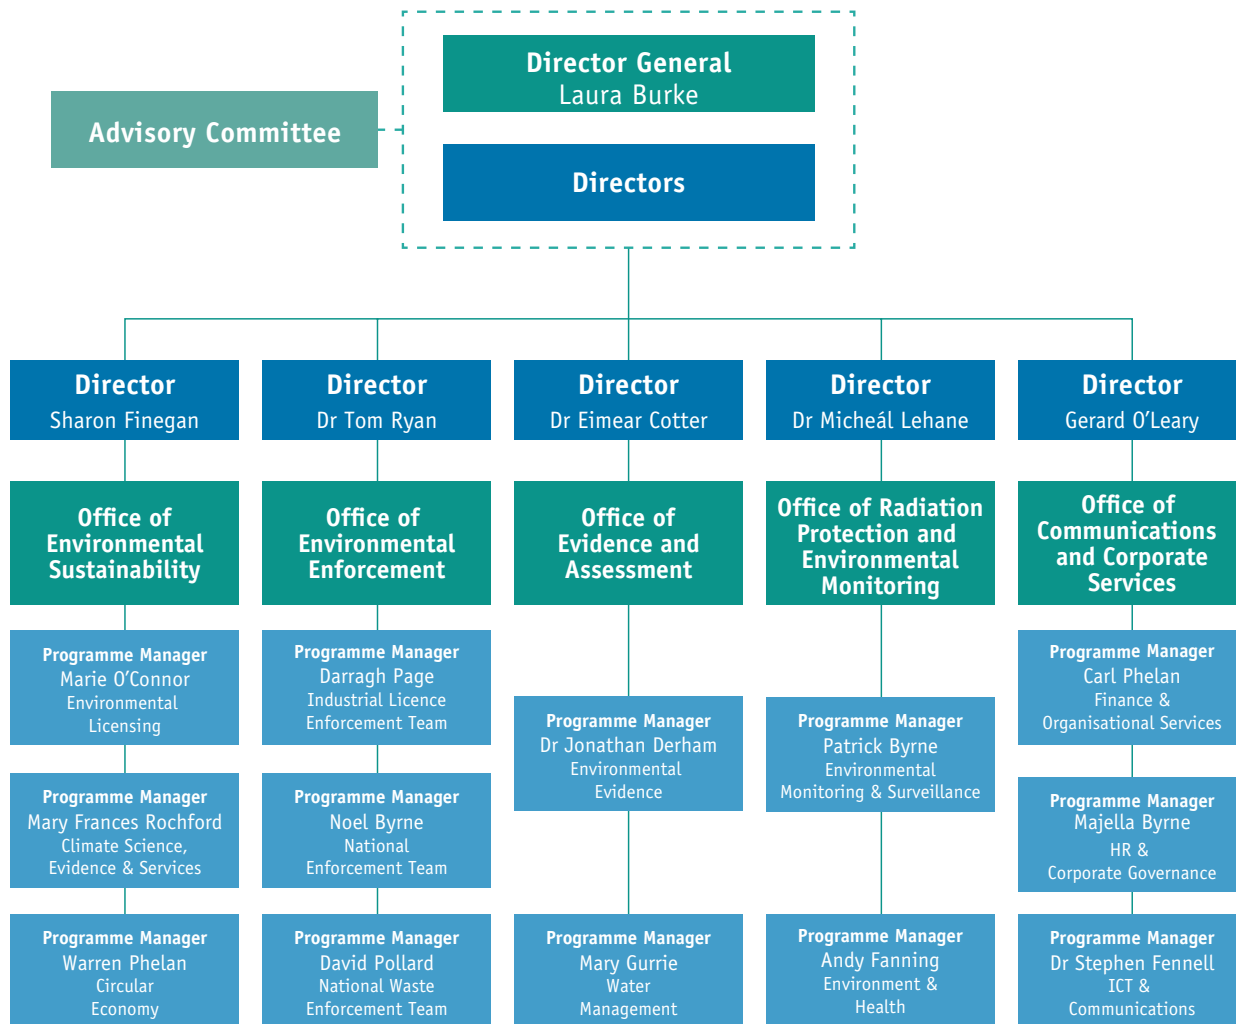 Director General
Laura Burke
Advisory Committee
Directors
Director
Sharon Finegan
Director
Dr Tom Ryan
Director
Dr Eimear Cotter
Director
Dr Micheál Lehane
Director
Gerard O’Leary
Office of
Environmental
Sustainability
Office of
Environmental
Enforcement
Office of
Evidence and
Assessment
Office of Radiation
Protection and
Environmental
Monitoring
Office of
Communications
and Corporate
Services
Programme Manager
Marie O’Connor
Environmental
Licensing
Programme Manager
Darragh Page
Industrial Licence
Enforcement Team
Programme Manager
Dr Jonathan Derham
Environmental
Evidence
Programme Manager
Patrick Byrne
Environmental
Monitoring & Surveillance
Programme Manager
Carl Phelan
Finance &
Organisational Services
Programme Manager
Mary Frances Rochford
Climate Science,
Evidence & Services
Programme Manager
Noel Byrne
National
Enforcement Team
Programme Manager
Majella Byrne
HR &
Corporate Governance
Programme Manager
Warren Phelan
Circular
Economy
Programme Manager
David Pollard
National Waste
Enforcement Team
Programme Manager
Mary Gurrie
Water
Management
Programme Manager
Andy Fanning
Environment &
Health
Programme Manager
Dr Stephen Fennell
ICT &
Communications